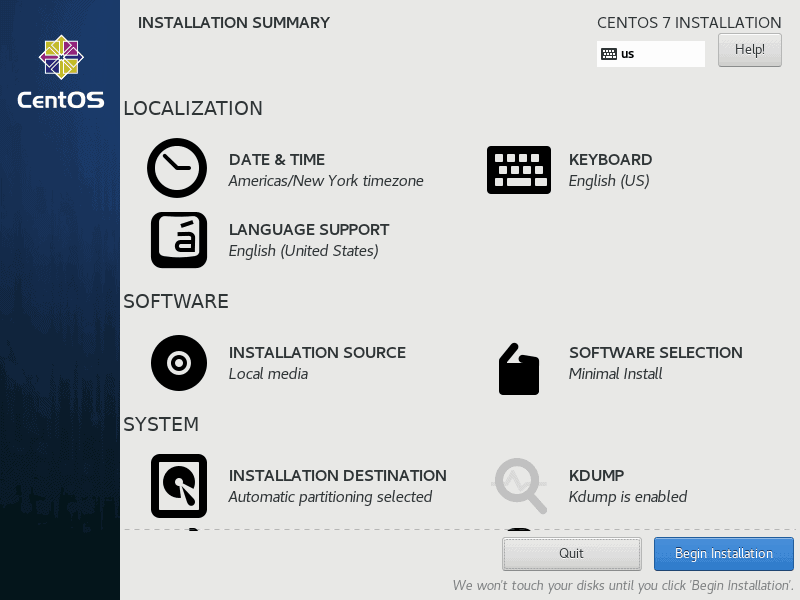 INSTALLATION SUMMARY
CENTOS 7 INSTALLATION
us
Help!
CentOS
LOCALIZATION
DATE & TIME
Americas/New York timezone
KEYBOARD
English (US)
á
LANGUAGE SUPPORT
English (United States)
SOFTWARE
INSTALLATION SOURCE
Local media
SOFTWARE SELECTION
Minimal Install
SYSTEM
INSTALLATION DESTINATION
Automatic partitioning selected
KDUMP
Kdump is enabled
Quit
Begin Installation
We won't touch your disks until you click 'Begin Installation'.